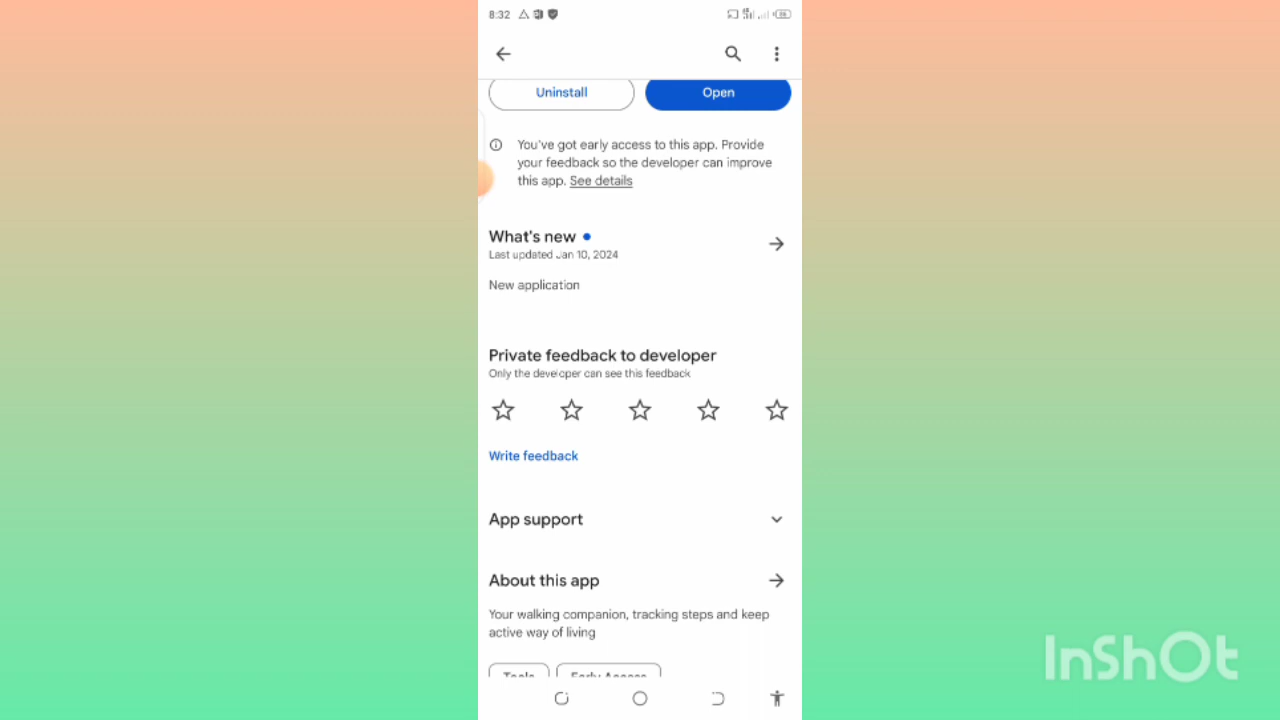 8:32
Uninstall
Open
You've got early access to this app. Provide
your feedback so the developer can improve
this app. See details
What's new
Last updated Jan 10, 2024
New application
Private feedback to developer
Only the developer can see this feedback
Write feedback
App support
About this app
Your walking companion, tracking steps and keep
active way of living
Tools
Early Access
InShOt